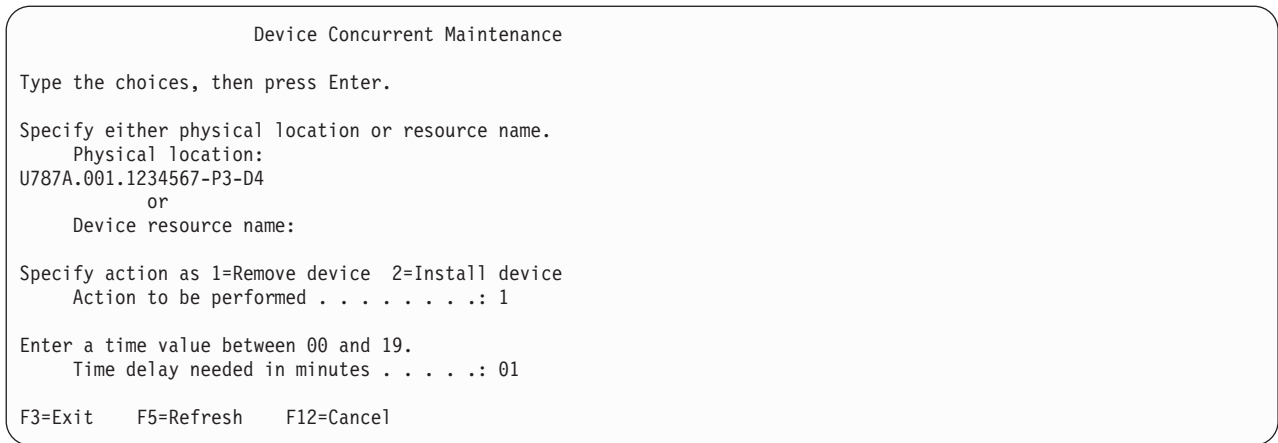 Device Concurrent Maintenance
Type the choices, then press Enter.
Specify either physical location or resource name.
Physical location:
U787A.001.1234567-P3-D4
or
Device resource name:
Specify action as 1=Remove device 2=Install device
Action to be performed . . . . . . . .: 1
Enter a time value between 00 and 19.
Time delay needed in minutes . . . . .: 01
F3=Exit F5=Refresh F12=Cancel